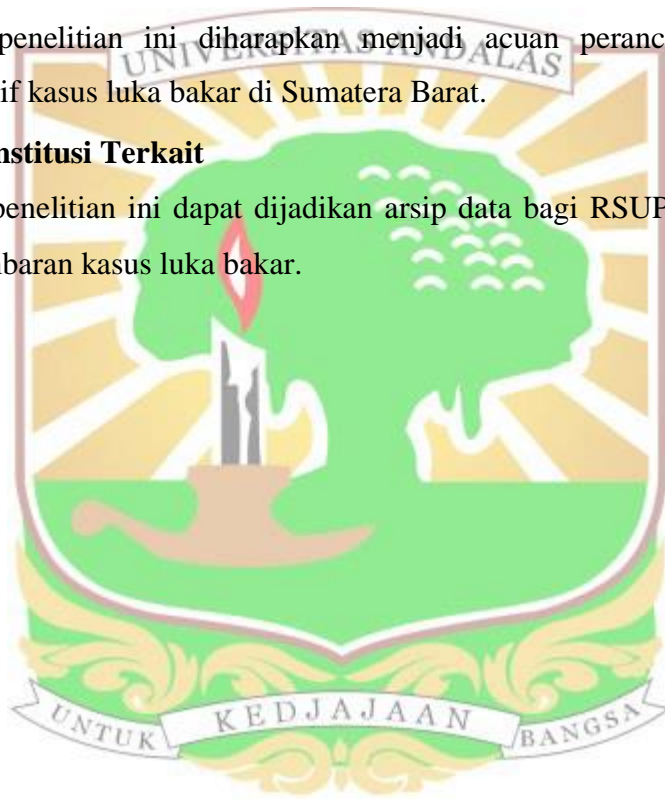 penelitian ini diharapkan menjadi acuan peranc
if kasus luka bakar di Sumatera Barat.
nstitusi Terkait
penelitian ini dapat dijadikan arsip data bagi RSUP
nbaran kasus luka bakar.
UNIVERSITAS ANDALAS
UNTUK KEDJAJAAN BANGSA